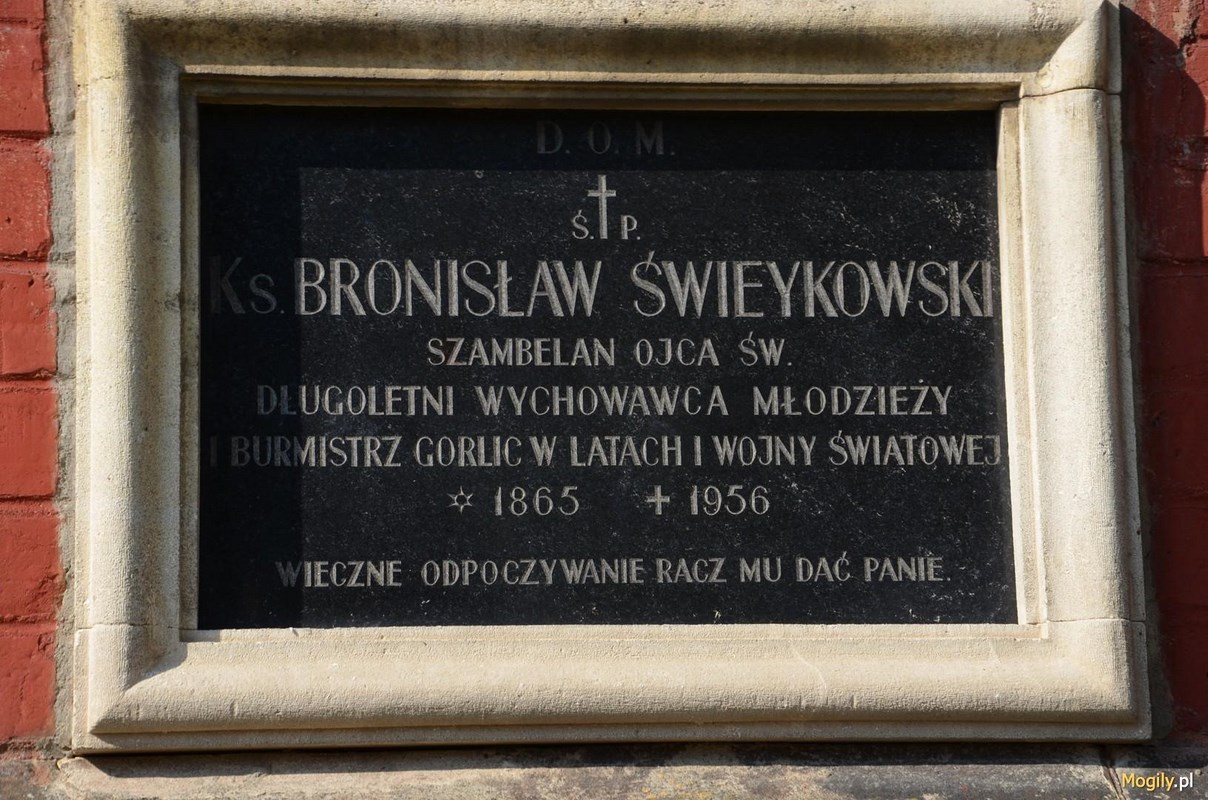 D. O. M.
Ś. P.
Ks. BRONISŁAW ŚWIEYKOWSKI
SZAMBELAN OJCA ŚW.
DŁUGOLETNI WYCHOWAWCA MŁODZIEŻY
I BURMISTRZ GORLIC W LATACH I WOJNY ŚWIATOWEJ
1865 1956
WIECZNE ODPOCZYWANIE RACZ MU DAĆ PANIE.
Mogily.pl